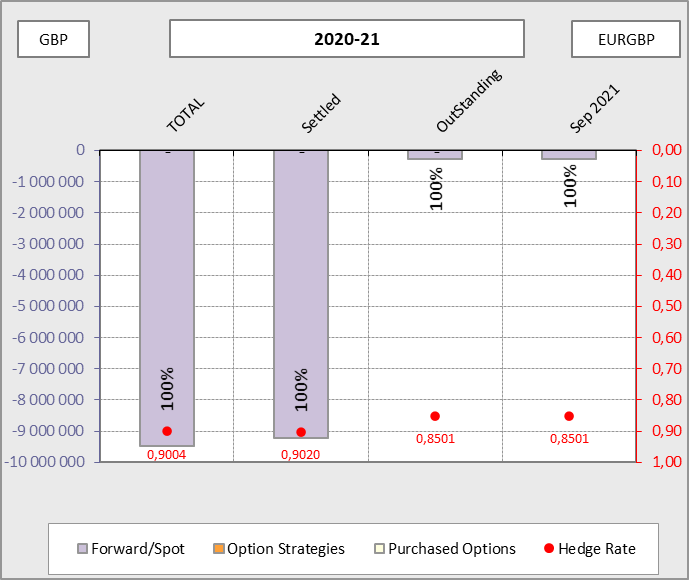 GBP
2020-21
EURGBP
TOTAL
Settled
OutStanding
Sep 2021
0 - - - - 0,00
-1 000 000 100% 100% 0,10
-2 000 000 0,20
-3 000 000 0,30
-4 000 000 0,40
-5 000 000 0,50
-6 000 000 0,60
-7 000 000 0,70
-8 000 000 100% 100% 0,80
-9 000 000 0,8501 0,8501 0,90
-10 000 000 0,9004 0,9020 1,00
Forward/Spot Option Strategies Purchased Options Hedge Rate